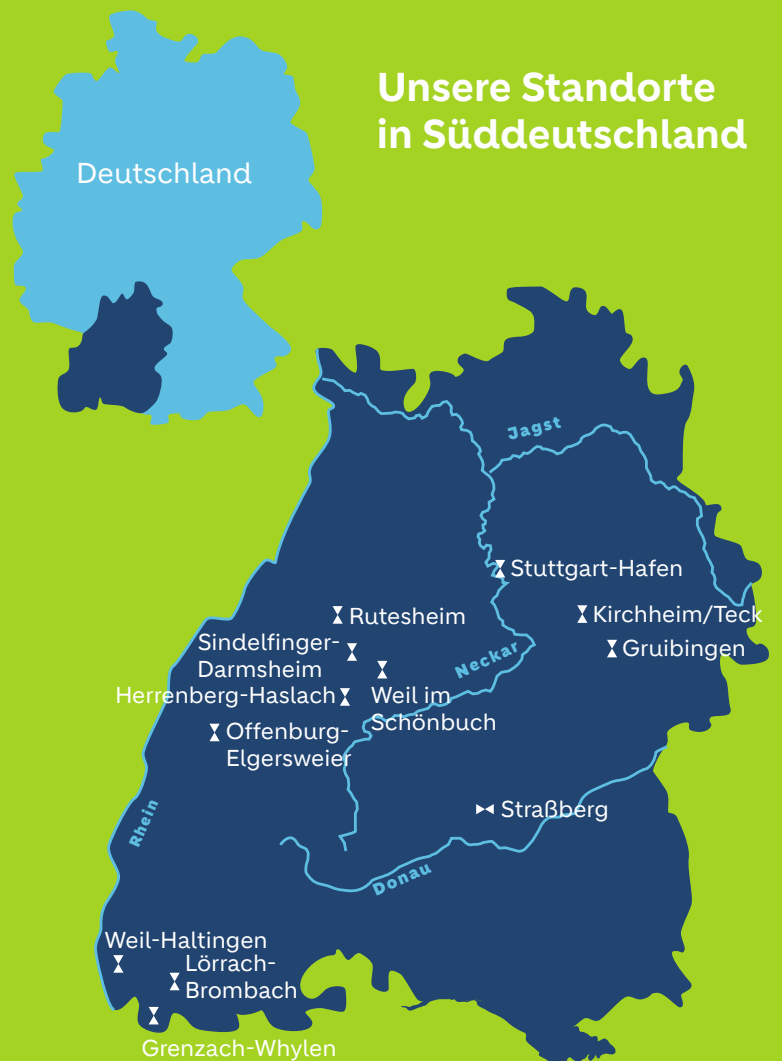 Unsere Standorte
in Süddeutschland
Deutschland
Jagst
Stuttgart-Hafen
Rutesheim
Kirchheim/Teck
Sindelfinger-
Darmsheim
Neckar
Gruibingen
Herrenberg-Haslach
Weil im
Schönbuch
Offenburg-
Elgersweier
Straßberg
Rhein
Donau
Weil-Haltingen
Lörrach-
Brombach
Grenzach-Whylen